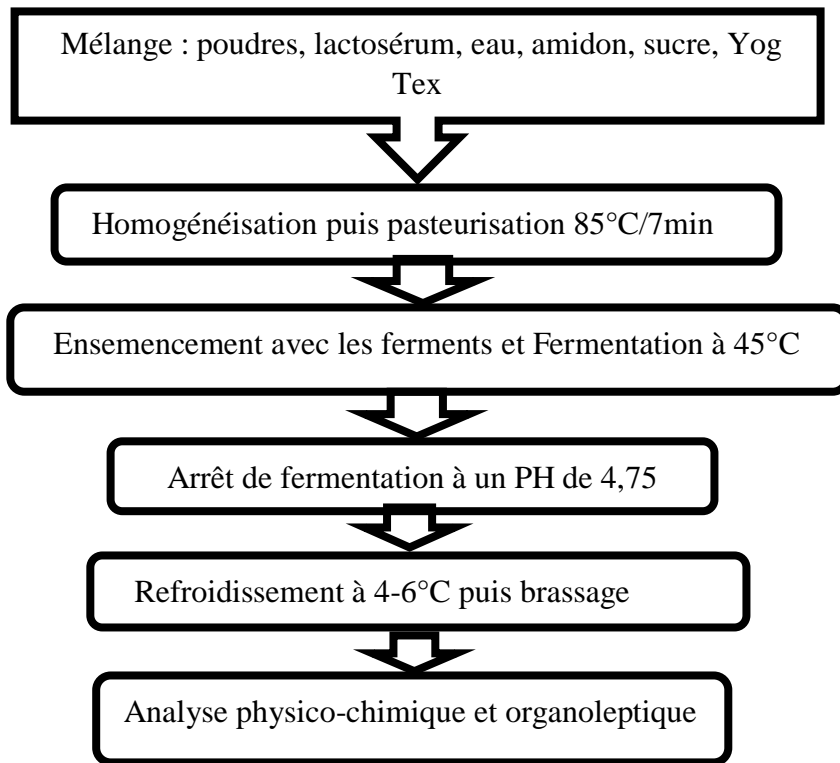 Mélange : poudres, lactosérum, eau, amidon, sucre, Yog
Tex
Homogénéisation puis pasteurisation 85°C/7min
Ensemencement avec les ferments et Fermentation à 45°C
Arrêt de fermentation à un PH de 4,75
Refroidissement à 4-6°C puis brassage
Analyse physico-chimique et organoleptique